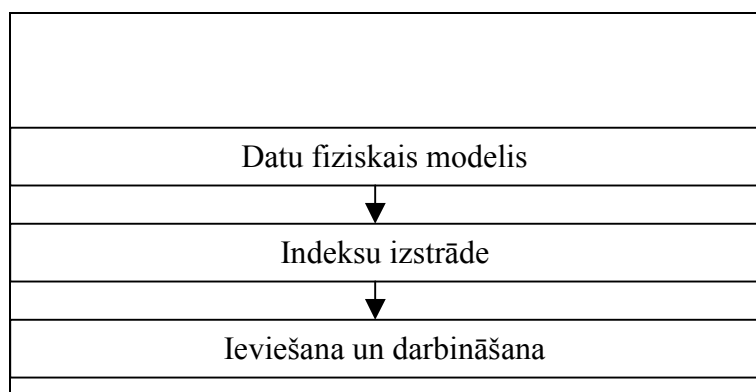 Datu fiziskais modelis
Indeksu izstrāde
Ieviešana un darbināšana